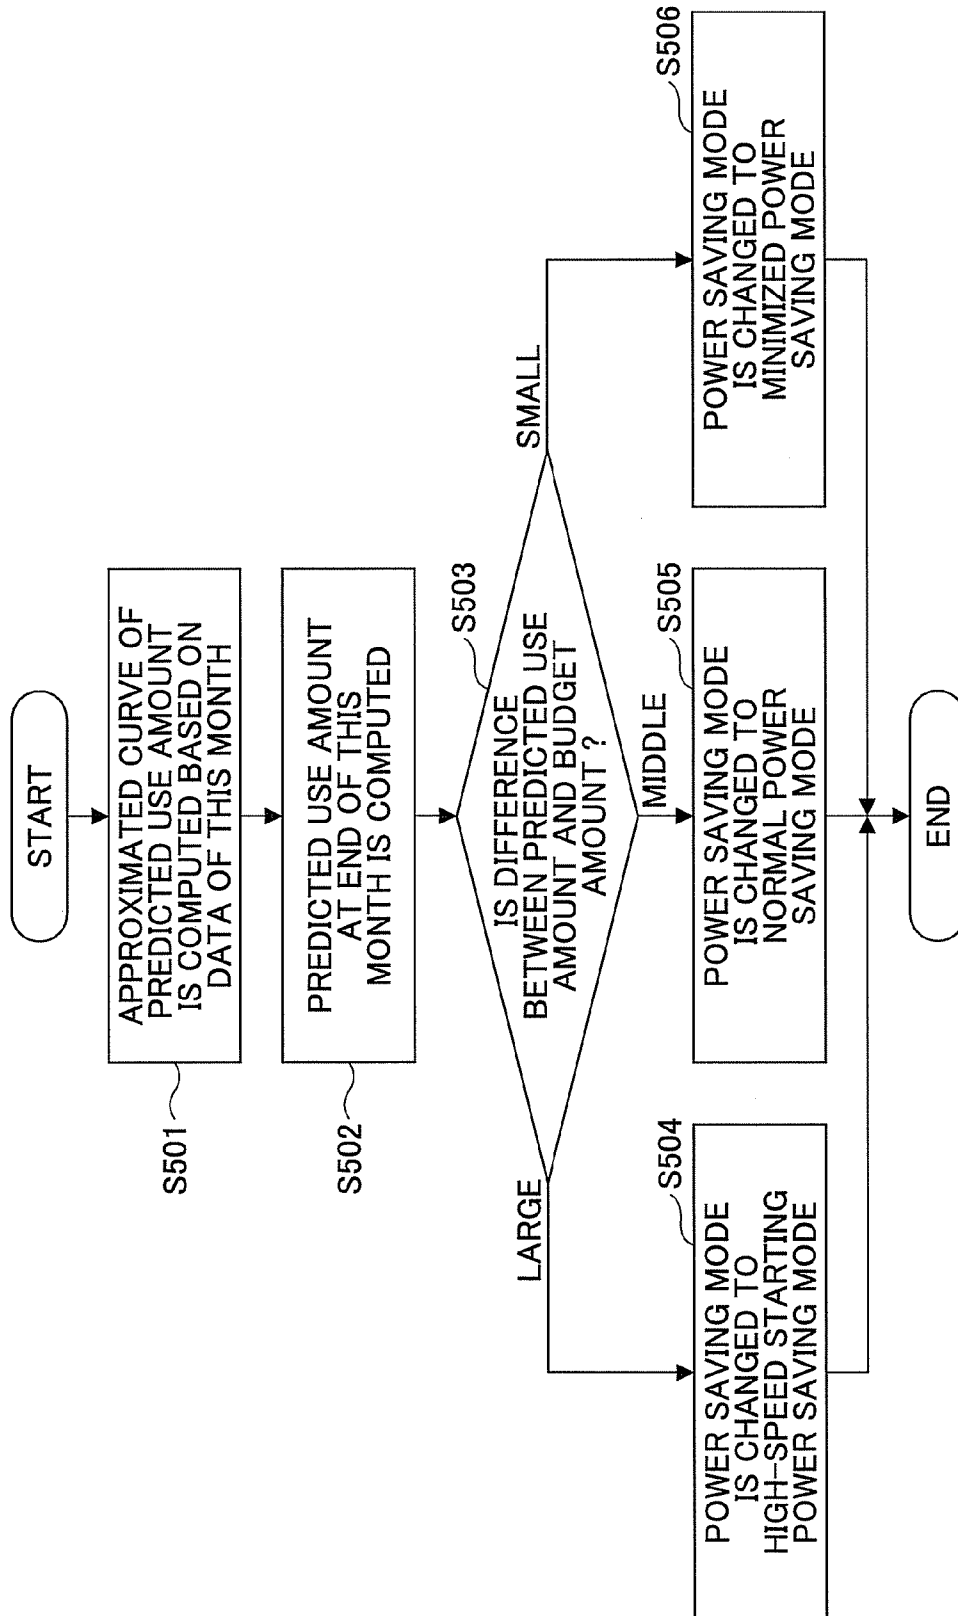 START
S501
APPROXIMATED CURVE OF
PREDICTED USE AMOUNT
IS COMPUTED BASED ON
DATA OF THIS MONTH
S502
PREDICTED USE AMOUNT
AT END OF THIS
MONTH IS COMPUTED
S503
IS DIFFERENCE
BETWEEN PREDICTED USE
AMOUNT AND BUDGET
AMOUNT ?
LARGE
MIDDLE
SMALL
S504
POWER SAVING MODE
IS CHANGED TO
HIGH-SPEED STARTING
POWER SAVING MODE
S505
POWER SAVING MODE
IS CHANGED TO
NORMAL POWER
SAVING MODE
S506
POWER SAVING MODE
IS CHANGED TO
MINIMIZED POWER
SAVING MODE
END